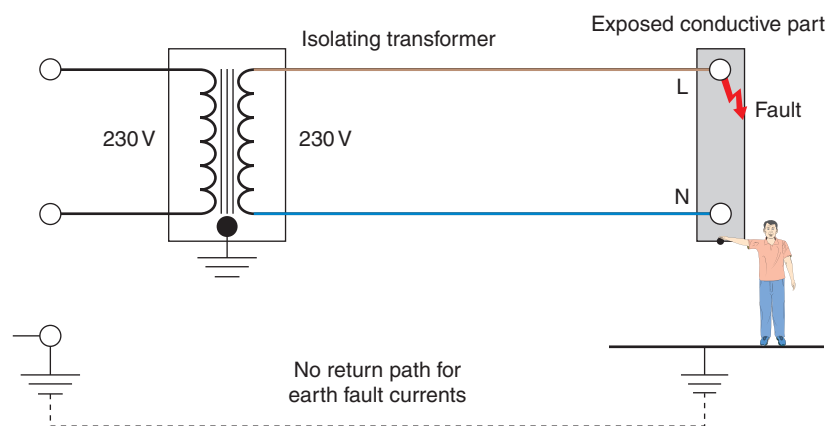 Isolating transformer
Exposed conductive part
L
Fault
230 V
230 V
N
No return path for
earth fault currents